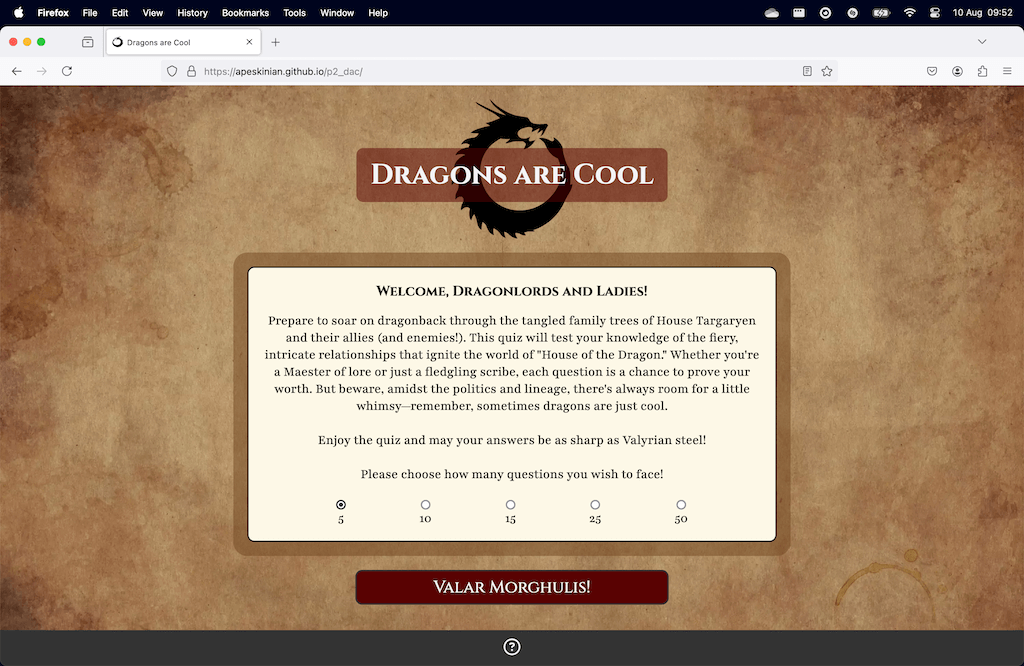 Firefox File Edit View History Bookmarks Tools Window Help 10 Aug 09:52
Dragons are Cool
https://apeskinian.github.io/p2_dac/
Dragons are Cool
Welcome, Dragonlords and Ladies!
Prepare to soar on dragonback through the tangled family trees of House Targaryen
and their allies (and enemies!). This quiz will test your knowledge of the fiery,
intricate relationships that ignite the world of "House of the Dragon." Whether you're
a Maester of lore or just a fledgling scribe, each question is a chance to prove your
worth. But beware, amidst the politics and lineage, there's always room for a little
whimsy—remember, sometimes dragons are just cool.
Enjoy the quiz and may your answers be as sharp as Valyrian steel!
Please choose how many questions you wish to face!
5 10 15 25 50
Valar Morghulis!
?